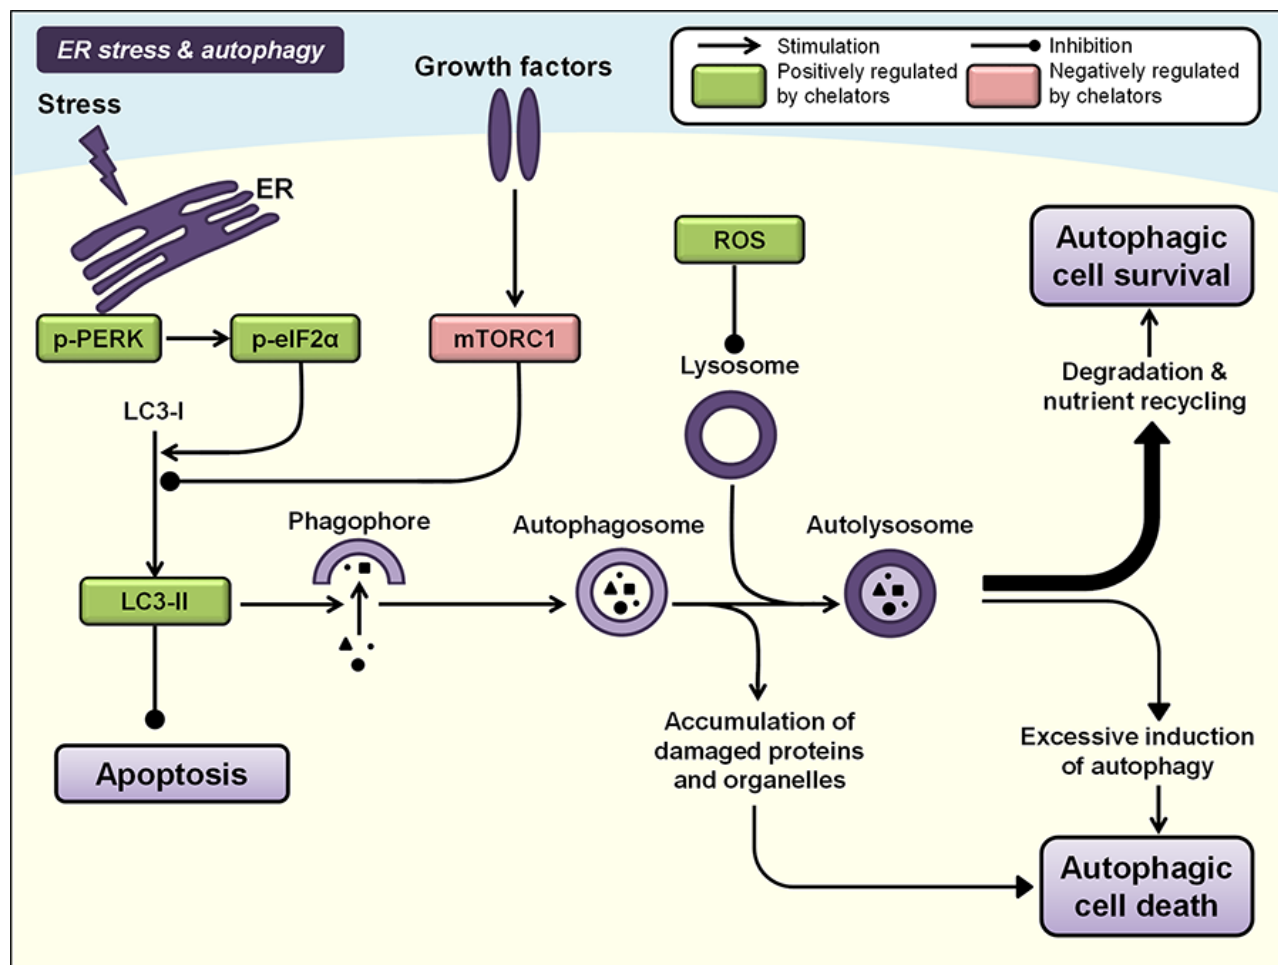 ER stress & autophagy
Stress
Growth factors
Stimulation
Inhibition
Positively regulated
by chelators
Negatively regulated
by chelators
ER
ROS
Autophagic
cell survival
p-PERK
p-eIF2α
mTORC1
Lysosome
Degradation &
nutrient recycling
LC3-I
Phagophore
Autophagosome
Autolysosome
LC3-II
Accumulation of
damaged proteins
and organelles
Excessive induction
of autophagy
Apoptosis
Autophagic
cell death